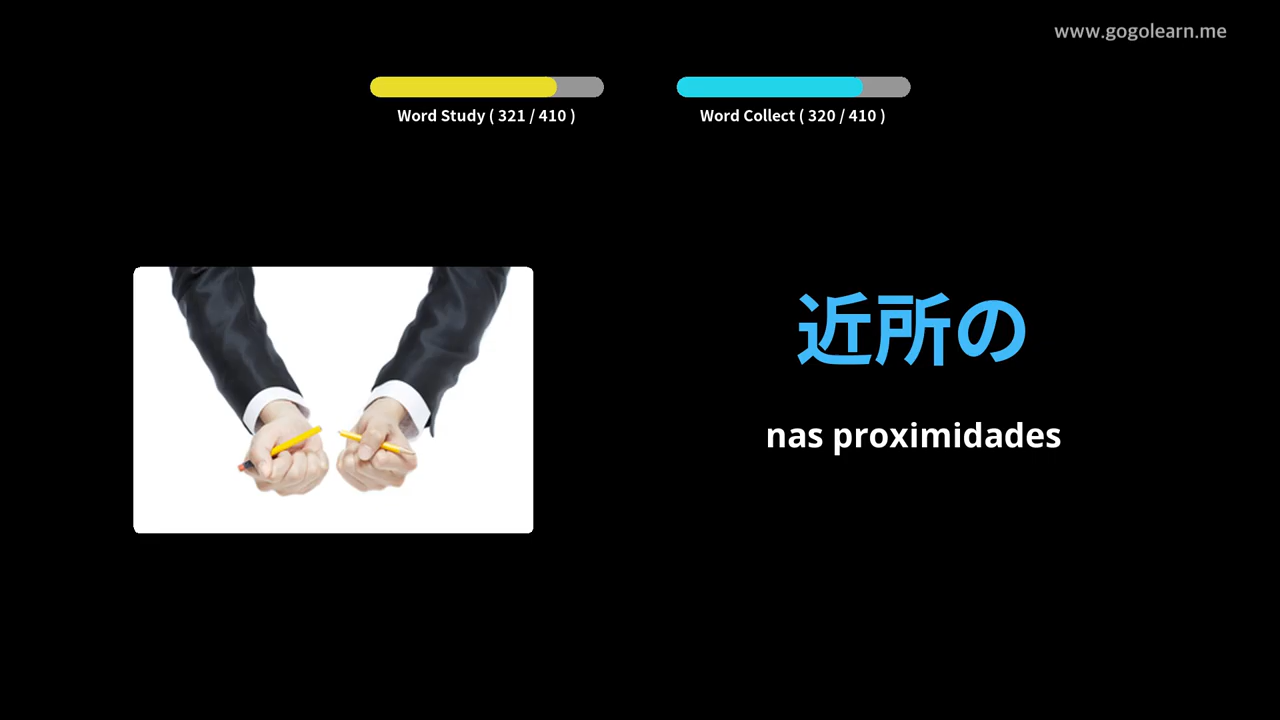 www.gogolearn.me
Word Study ( 321 / 410 )
Word Collect ( 320 / 410 )
近所の
nas proximidades